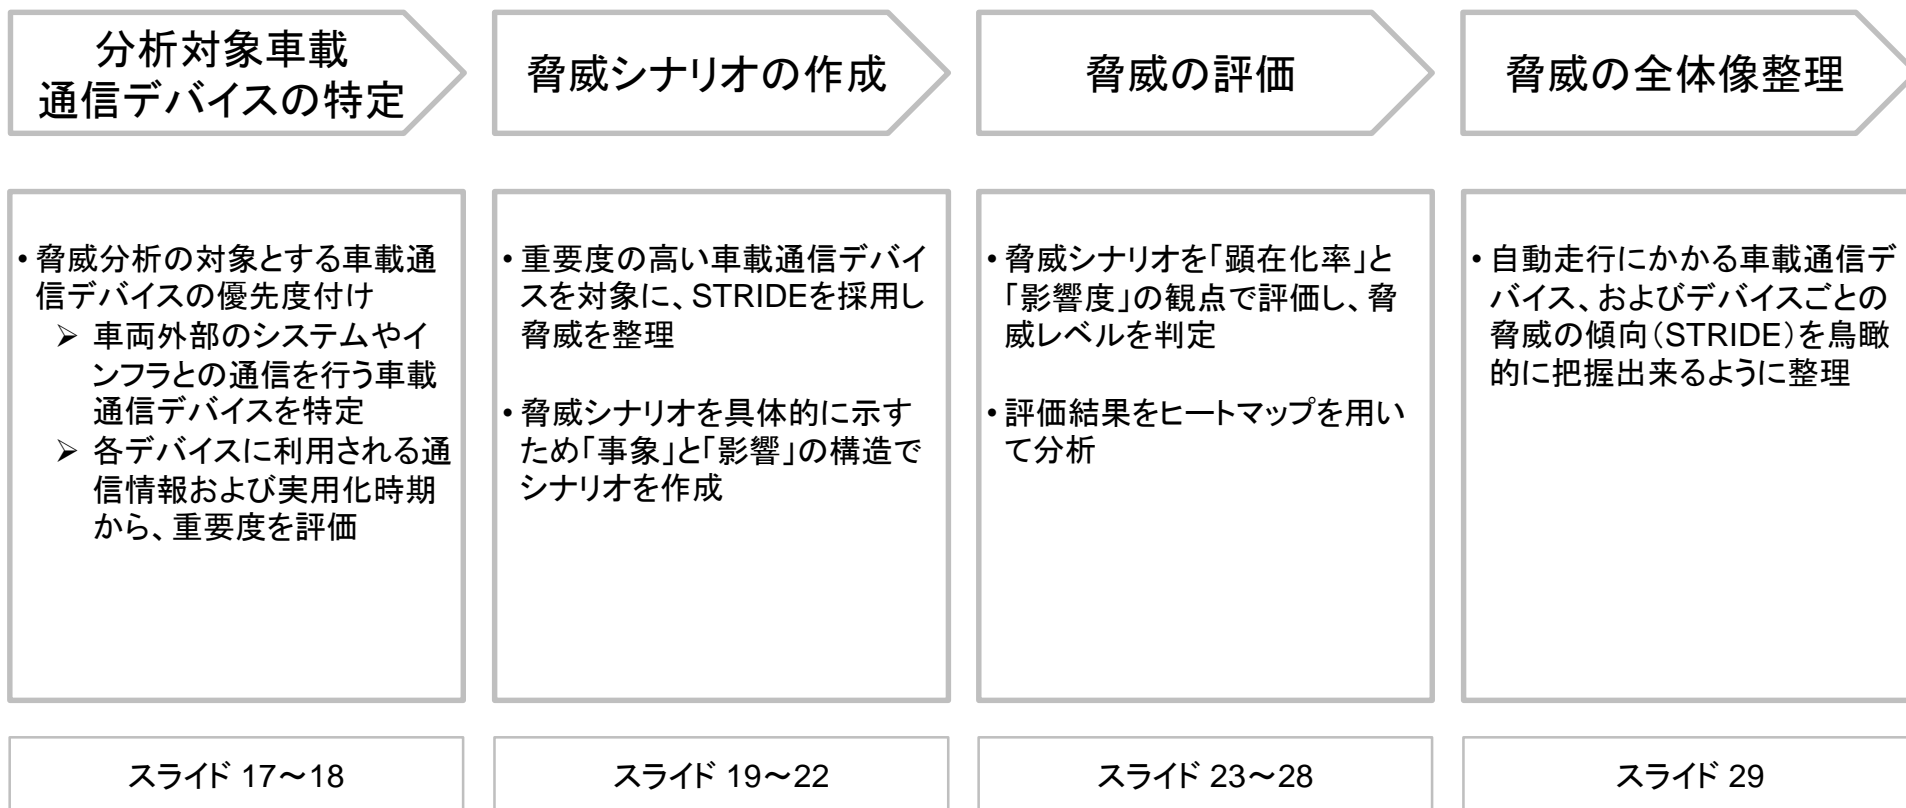 分析対象車載
通信デバイスの特定
脅威シナリオの作成
脅威の評価
脅威の全体像整理
• 脅威分析の対象とする車載通
信デバイスの優先度付け
➢ 車両外部のシステムやイ
ンフラとの通信を行う車載
通信デバイスを特定
➢ 各デバイスに利用される通
信情報および実用化時期
から、重要度を評価
• 重要度の高い車載通信デバイ
スを対象に、STRIDEを採用し
脅威を整理
• 脅威シナリオを具体的に示す
ため「事象」と「影響」の構造で
シナリオを作成
• 脅威シナリオを「顕在化率」と
「影響度」の観点で評価し、脅
威レベルを判定
• 評価結果をヒートマップを用い
て分析
• 自動走行にかかる車載通信デ
バイス、およびデバイスごとの
脅威の傾向（STRIDE）を鳥瞰
的に把握出来るように整理
スライド 17～18
スライド 19～22
スライド 23～28
スライド 29